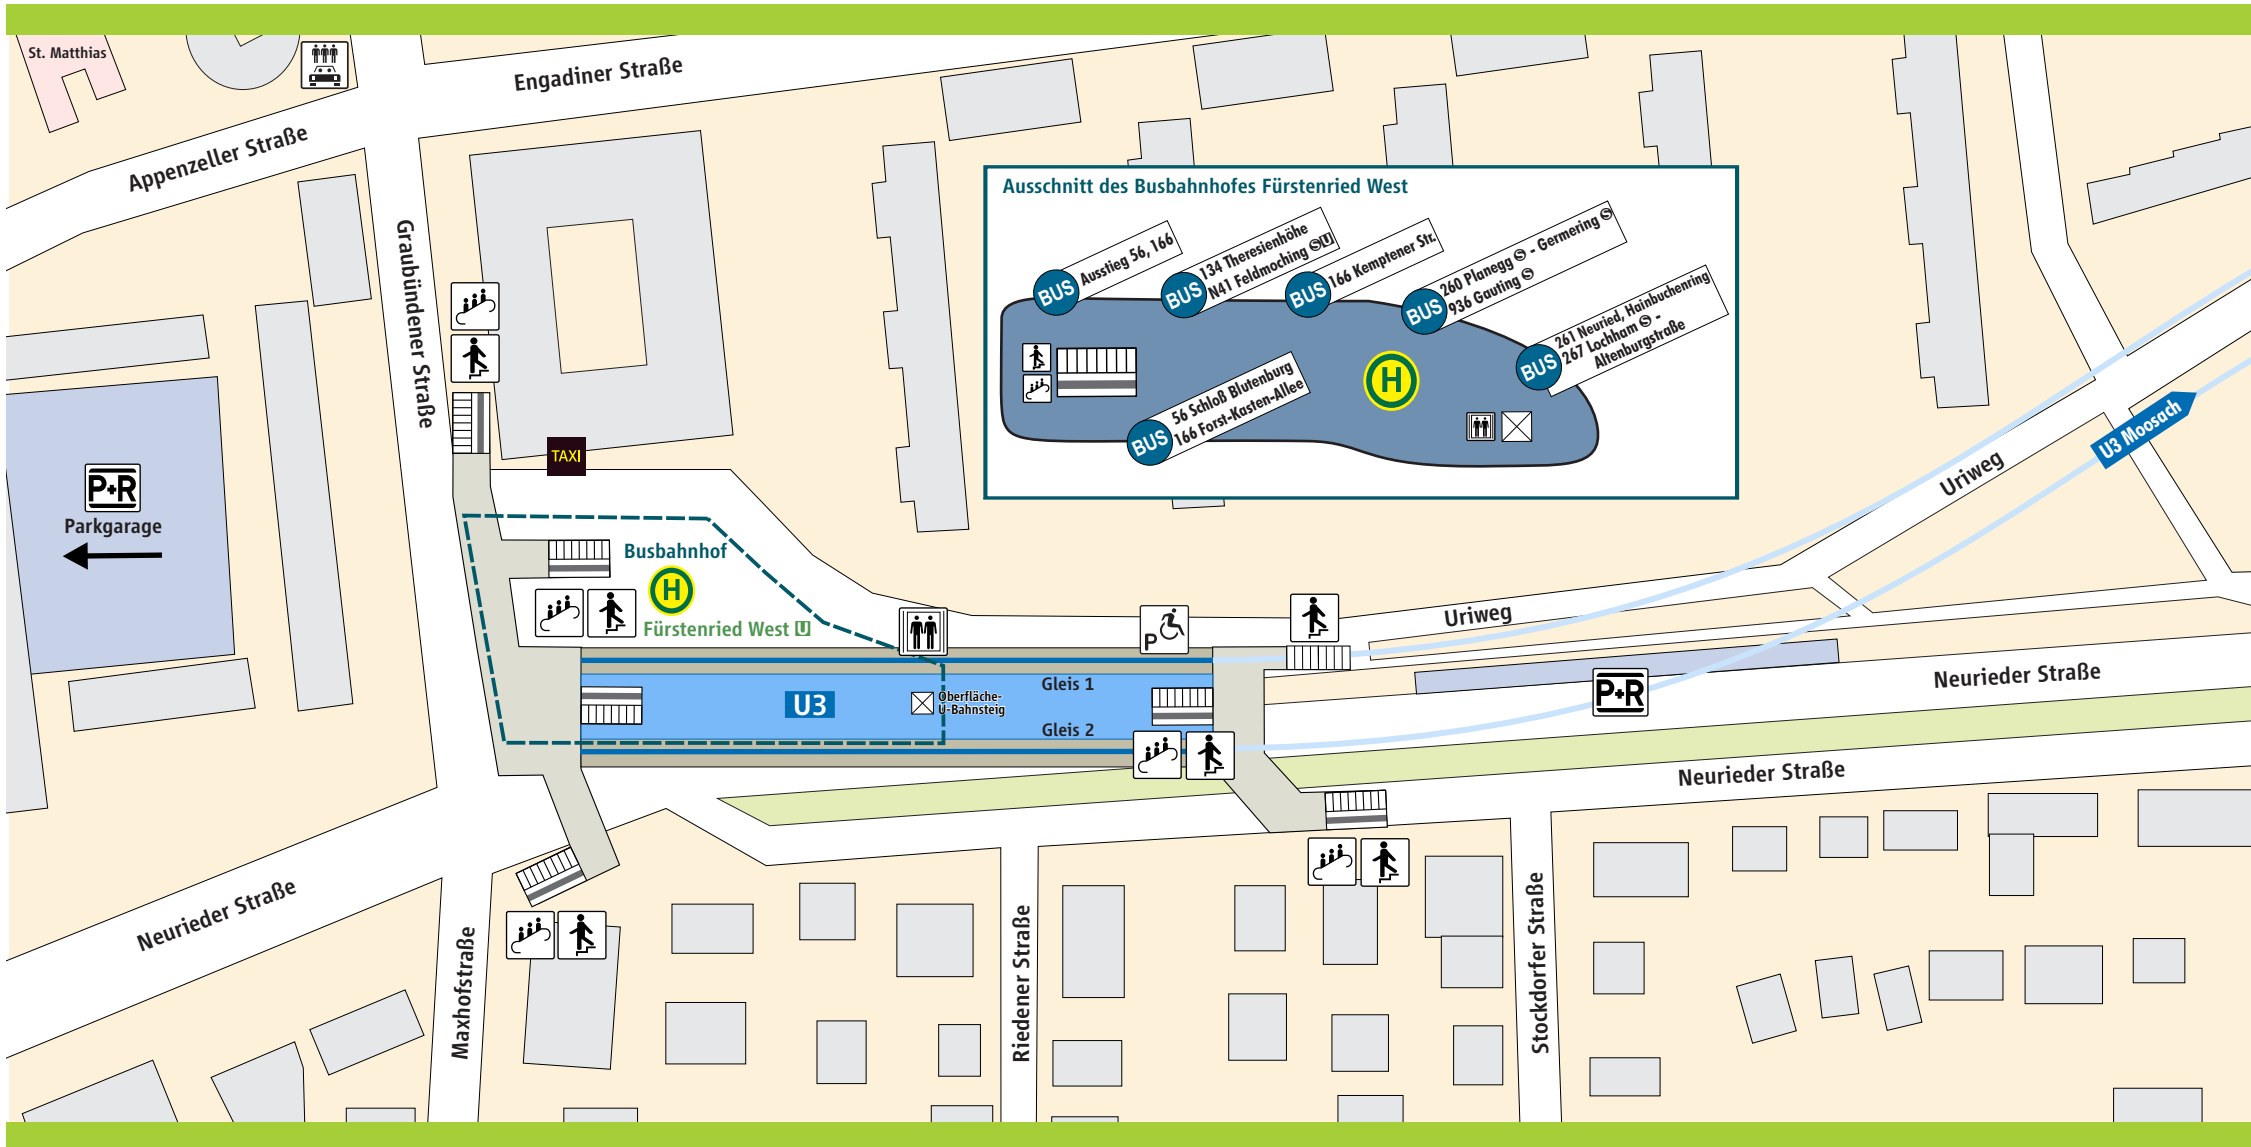 St. Matthias
Engadiner Straße
Appenzeller Straße
Graubündener Straße
Ausschnitt des Busbahnhofes Fürstenried West
BUS
Ausstieg 56, 166
BUS
134 Theresienhöhe
N41 Feldmoching S U
BUS
166 Kemptener Str.
BUS
260 Planegg S - Germering S
936 Gauting S
BUS
261 Neuried, Hainbuchenring
267 Lochham S -
Altenburgstraße
H
BUS
56 Schloß Blutenburg
166 Forst-Kasten-Allee
U3 Moosach
Uriweg
TAXI
P+R
Parkgarage
Busbahnhof
H
Fürstenried West U
P
Uriweg
Gleis 1
U3
Oberfläche-
U-Bahnsteig
Gleis 2
P+R
Neurieder Straße
Neurieder Straße
Neurieder Straße
Maxhofstraße
Riedener Straße
Stockdorfer Straße